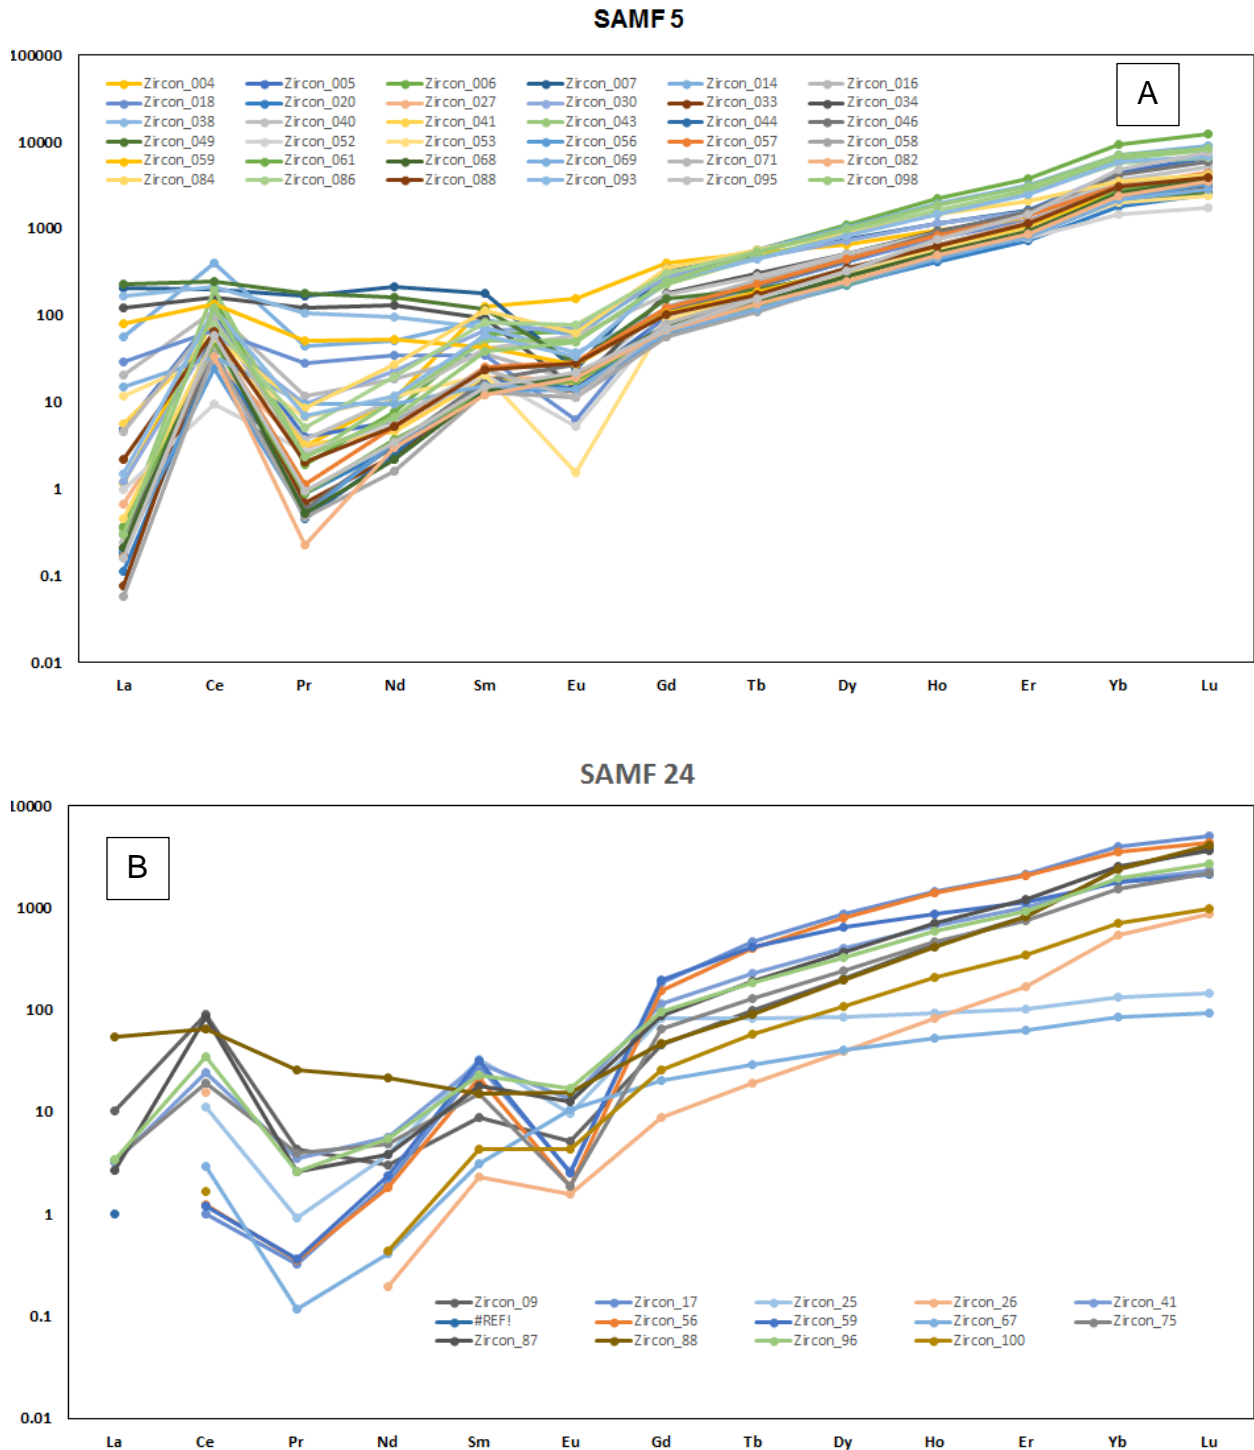 SAMF 5
100000
10000
1000
100
10
1
0.1
0.01
Zircon_004 Zircon_005 Zircon_006 Zircon_007 Zircon_014 Zircon_016
Zircon_018 Zircon_020 Zircon_027 Zircon_030 Zircon_033 Zircon_034
Zircon_038 Zircon_040 Zircon_041 Zircon_043 Zircon_044 Zircon_046
Zircon_049 Zircon_052 Zircon_053 Zircon_056 Zircon_057 Zircon_058
Zircon_059 Zircon_061 Zircon_068 Zircon_069 Zircon_071 Zircon_082
Zircon_084 Zircon_086 Zircon_088 Zircon_093 Zircon_095 Zircon_098
A
La Ce Pr Nd Sm Eu Gd Tb Dy Ho Er Yb Lu
SAMF 24
10000
1000
100
10
1
0.1
0.01
B
Zircon_09 Zircon_17 Zircon_25 Zircon_26 Zircon_41
#REF! Zircon_56 Zircon_59 Zircon_67 Zircon_75
Zircon_87 Zircon_88 Zircon_96 Zircon_100
La Ce Pr Nd Sm Eu Gd Tb Dy Ho Er Yb Lu